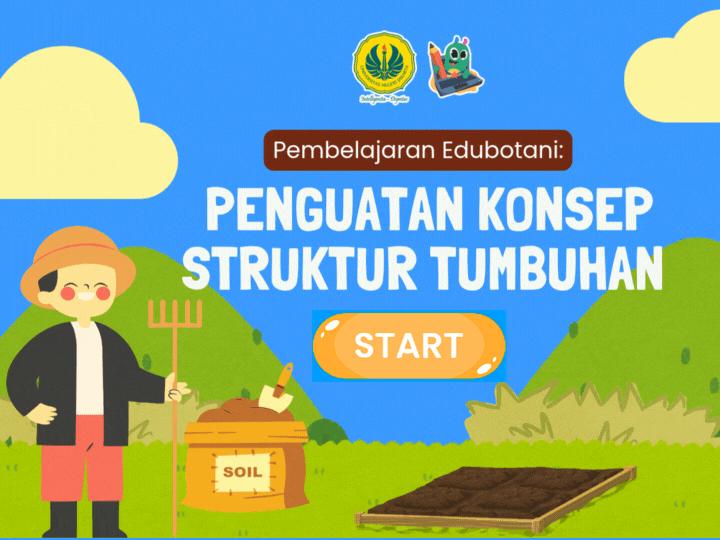 Pembelajaran Edubotani:
PENGUATAN KONSEP
STRUKTUR TUMBUHAN
START
SOIL